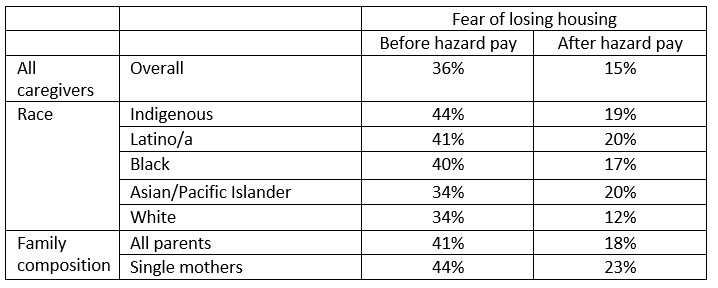 Fear of losing housing
Before hazard pay After hazard pay
All caregivers Overall 36% 15%
Race Indigenous 44% 19%
Latino/a 41% 20%
Black 40% 17%
Asian/Pacific Islander 34% 20%
White 34% 12%
Family composition All parents 41% 18%
Single mothers 44% 23%